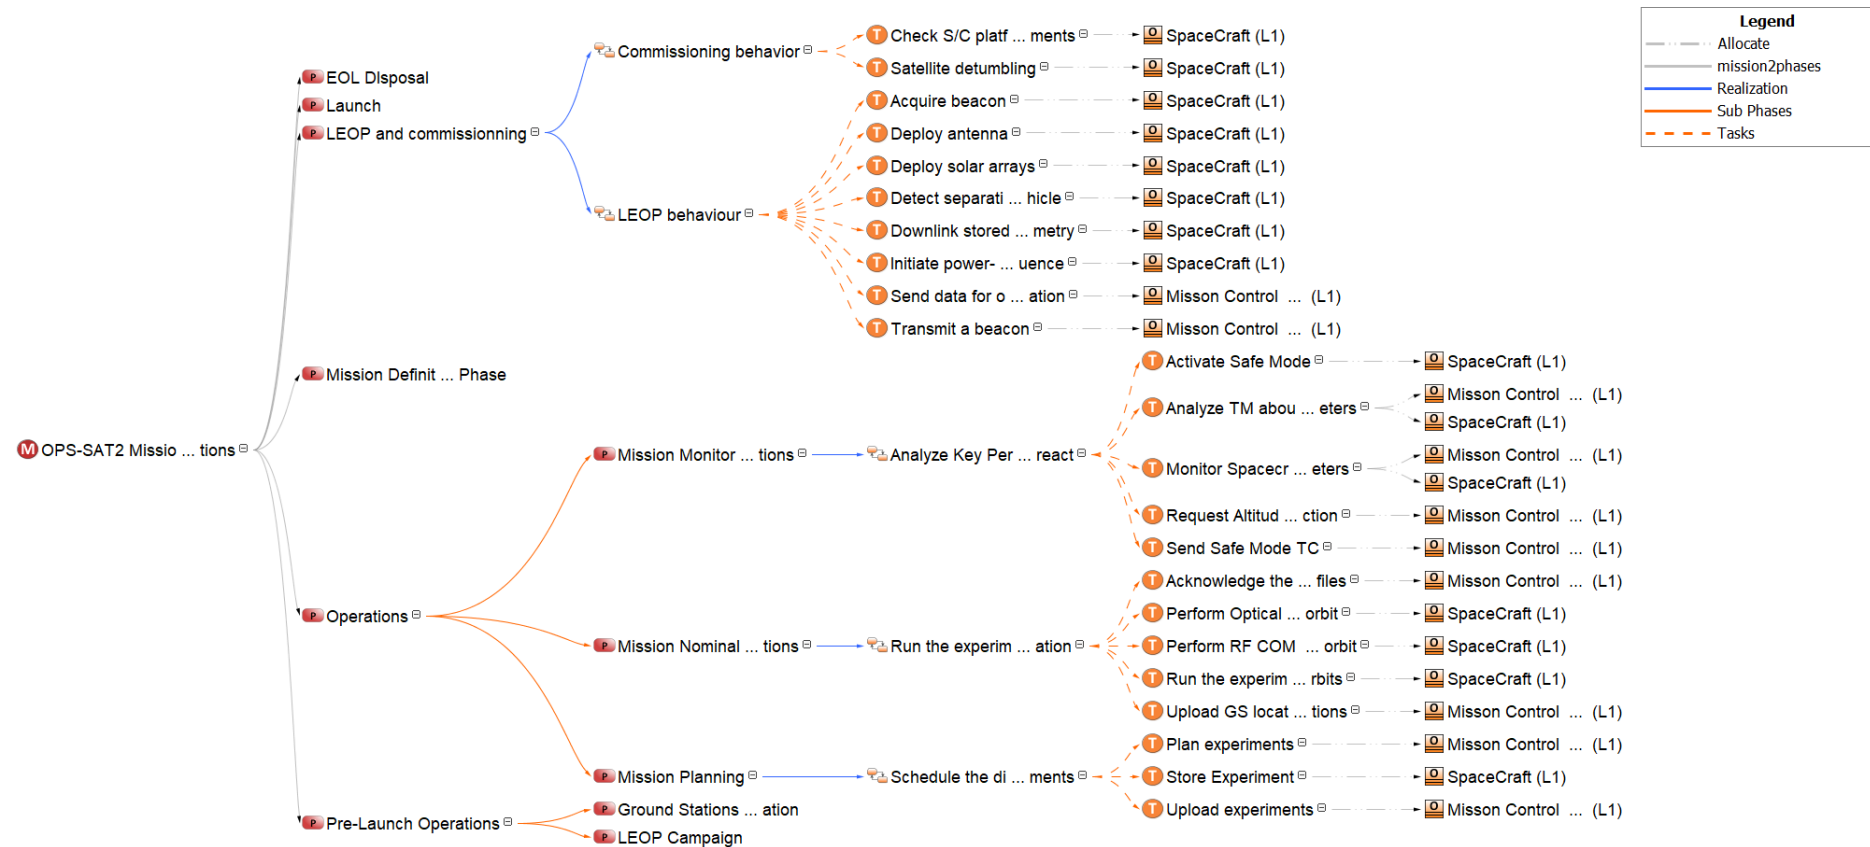 Legend
Allocate
mission2phases
Realization
Sub Phases
Tasks
M OPS-SAT2 Missio ... tions
P EOL DIsposal
P Launch
P LEOP and commissionning
Commissioning behavior
T Check S/C platf ... ments
O SpaceCraft (L1)
T Satellite detumbling
O SpaceCraft (L1)
LEOP behaviour
T Acquire beacon
O SpaceCraft (L1)
T Deploy antenna
O SpaceCraft (L1)
T Deploy solar arrays
O SpaceCraft (L1)
T Detect separati ... hicle
O SpaceCraft (L1)
T Downlink stored ... metry
O SpaceCraft (L1)
T Initiate power- ... uence
O SpaceCraft (L1)
T Send data for o ... ation
O Misson Control ... (L1)
T Transmit a beacon
O Misson Control ... (L1)
P Mission Definit ... Phase
P Operations
P Mission Monitor ... tions
Analyze Key Per ... react
T Activate Safe Mode
O SpaceCraft (L1)
T Analyze TM abou ... eters
O Misson Control ... (L1)
O SpaceCraft (L1)
T Monitor Spacecr ... eters
O Misson Control ... (L1)
O SpaceCraft (L1)
T Request Altitud ... ction
O Misson Control ... (L1)
T Send Safe Mode TC
O Misson Control ... (L1)
P Mission Nominal ... tions
Run the experim ... ation
T Acknowledge the ... files
O Misson Control ... (L1)
T Perform Optical ... orbit
O SpaceCraft (L1)
T Perform RF COM ... orbit
O SpaceCraft (L1)
T Run the experim ... rbits
O SpaceCraft (L1)
T Upload GS locat ... tions
O Misson Control ... (L1)
P Mission Planning
Schedule the di ... ments
T Plan experiments
O Misson Control ... (L1)
T Store Experiment
O SpaceCraft (L1)
T Upload experiments
O Misson Control ... (L1)
P Pre-Launch Operations
P Ground Stations ... ation
P LEOP Campaign